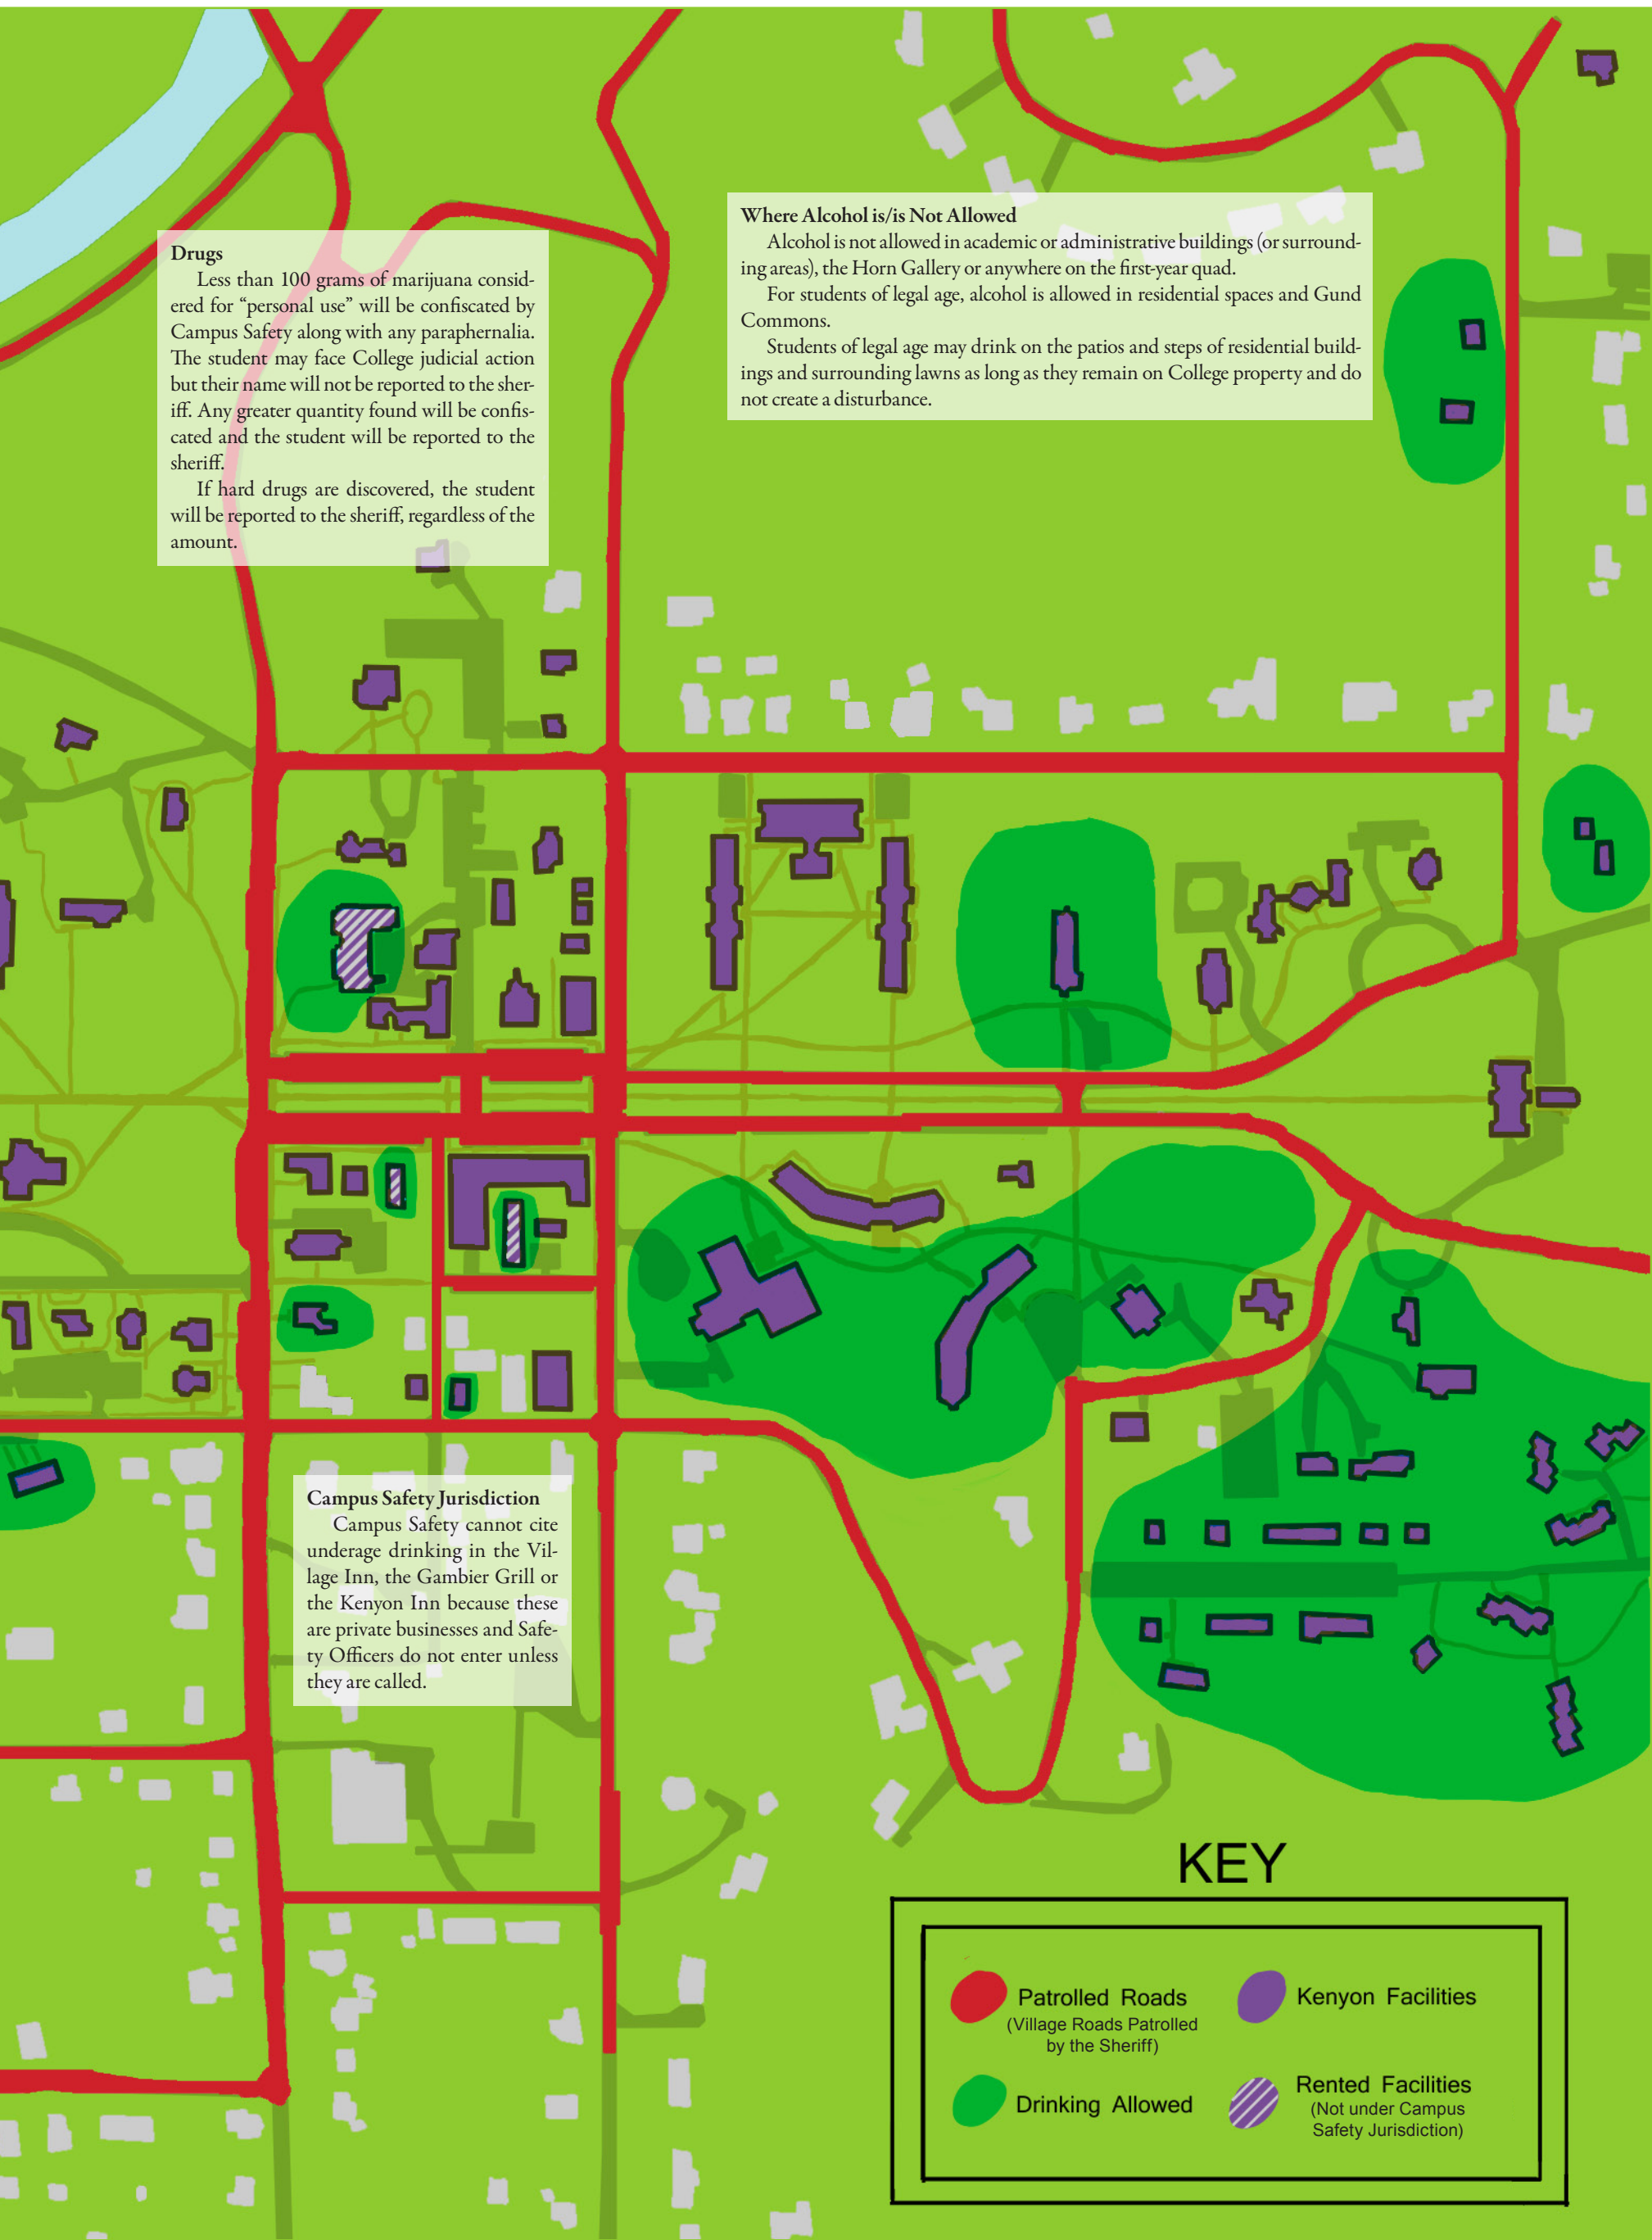 Drugs
Less than 100 grams of marijuana consid-
ered for “personal use” will be confiscated by
Campus Safety along with any paraphernalia.
The student may face College judicial action
but their name will not be reported to the sher-
iff. Any greater quantity found will be confis-
cated and the student will be reported to the
sheriff.
If hard drugs are discovered, the student
will be reported to the sheriff, regardless of the
amount.
Where Alcohol is/is Not Allowed
Alcohol is not allowed in academic or administrative buildings (or surround-
ing areas), the Horn Gallery or anywhere on the first-year quad.
For students of legal age, alcohol is allowed in residential spaces and Gund
Commons.
Students of legal age may drink on the patios and steps of residential build-
ings and surrounding lawns as long as they remain on College property and do
not create a disturbance.
Campus Safety Jurisdiction
Campus Safety cannot cite
underage drinking in the Vil-
lage Inn, the Gambier Grill or
the Kenyon Inn because these
are private businesses and Safe-
ty Officers do not enter unless
they are called.
KEY
Patrolled Roads
(Village Roads Patrolled
by the Sheriff)
Kenyon Facilities
Drinking Allowed
Rented Facilities
(Not under Campus
Safety Jurisdiction)